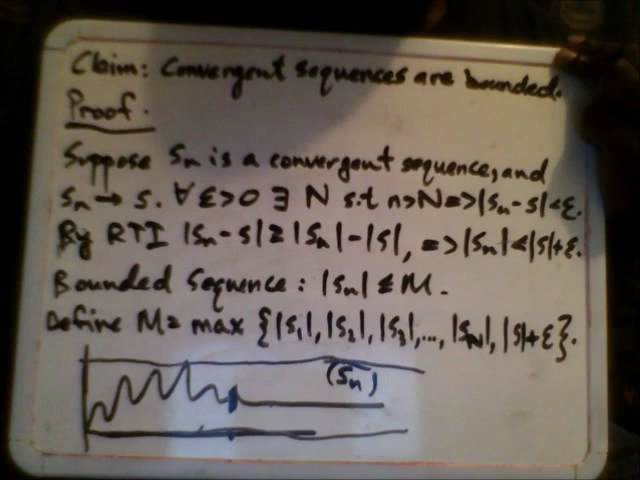 Claim: Convergent sequences are bounded.
Proof.
Suppose Sn is a convergent sequence, and
Sn → S. ∀ε>0 ∃ N s.t n>N=>|Sn-S|<ε.
By RTI |Sn-S|≥|Sn|-|S|, =>|Sn|<|S|+ε.
Bounded Sequence: |Sn| ≤ M.
Define M= max {|S1|, |S2|, |S3|,..., |SN|, |S|+ε}.
(Sn)